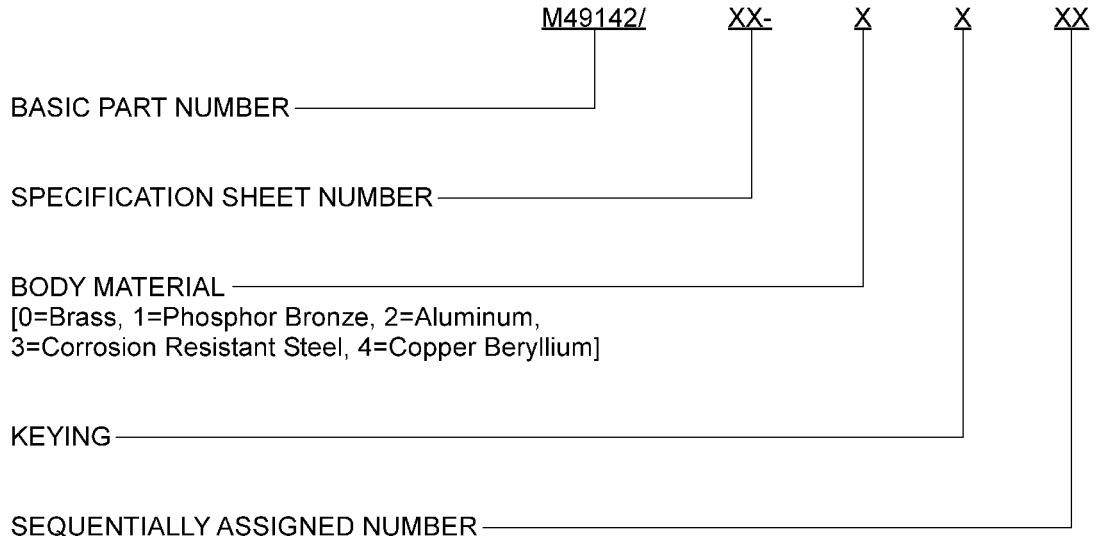 M49142/ XX- X X XX
BASIC PART NUMBER
SPECIFICATION SHEET NUMBER
BODY MATERIAL
[0=Brass, 1=Phosphor Bronze, 2=Aluminum,
3=Corrosion Resistant Steel, 4=Copper Beryllium]
KEYING
SEQUENTIALLY ASSIGNED NUMBER